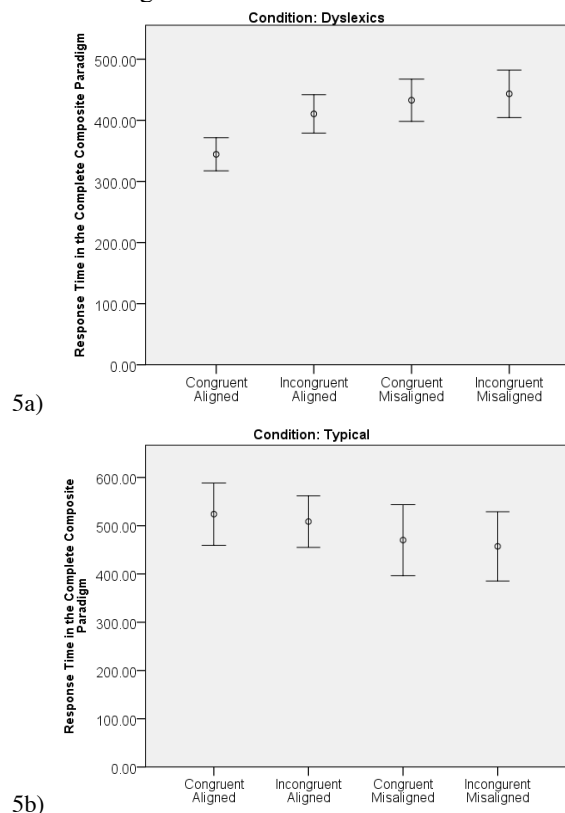 Condition: Dyslexics
Response Time in the Complete Composite Paradigm
500.00
400.00
300.00
200.00
100.00
0.00
Congruent Aligned
Incongruent Aligned
Congruent Misaligned
Incongruent Misaligned
5a)
Condition: Typical
Response Time in the Complete Composite
Paradigm
600.00
500.00
400.00
300.00
200.00
100.00
0.00
Congruent Aligned
Incongruent Aligned
Congruent Misaligned
Incongurent Misaligned
5b)